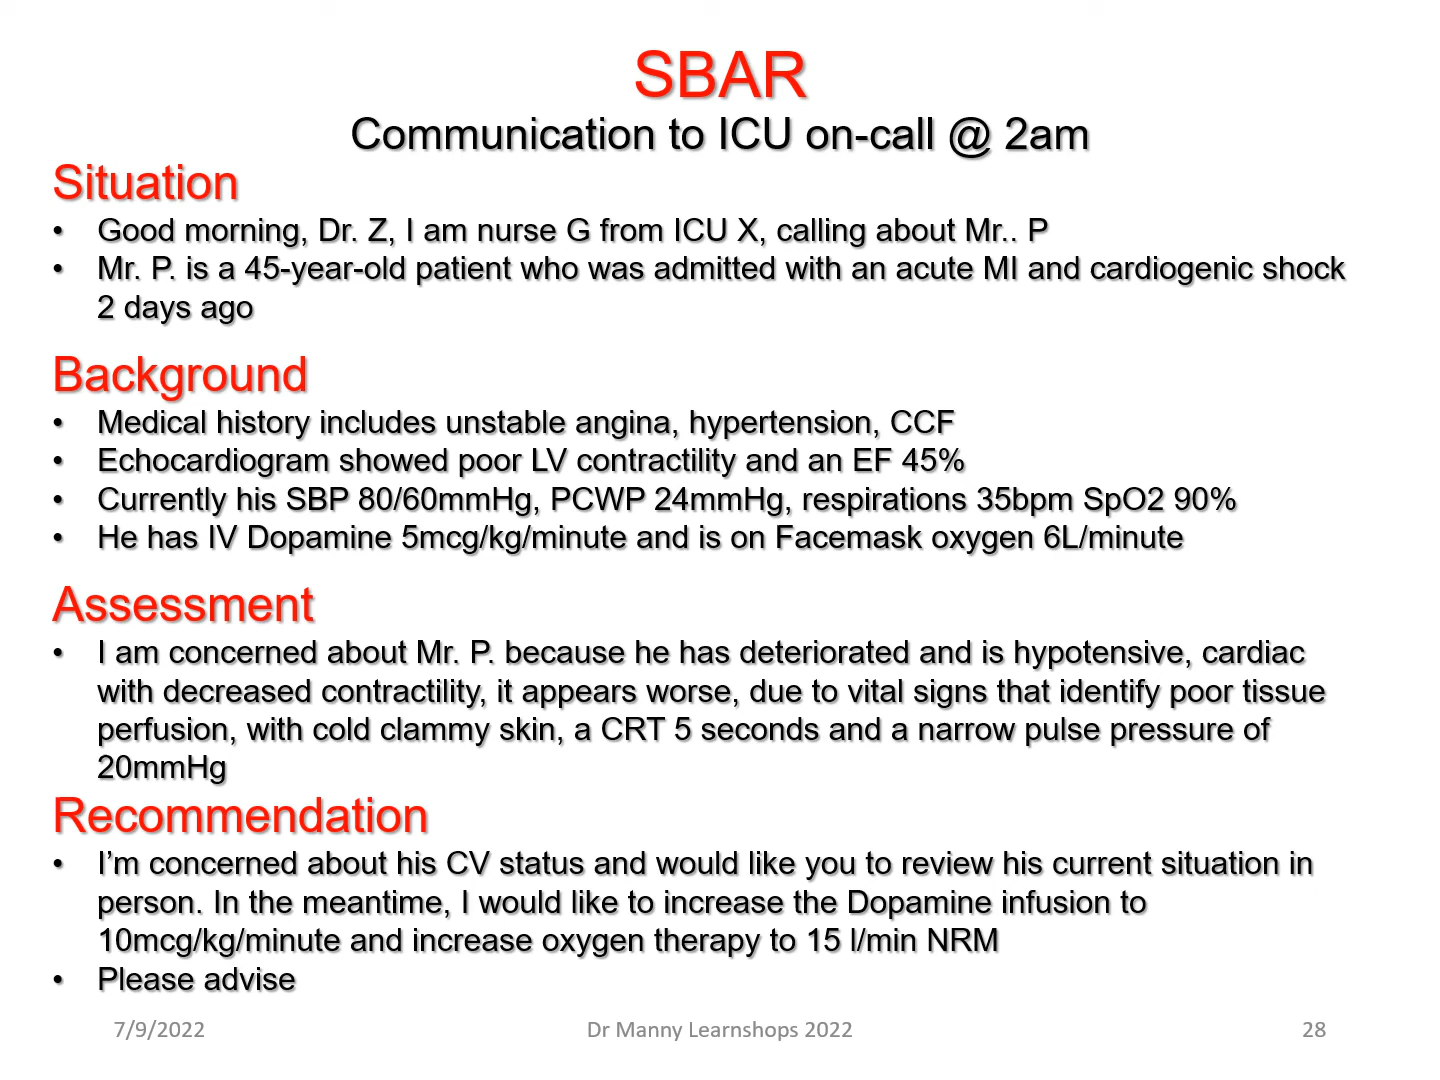 SBAR
Communication to ICU on-call @ 2am
Situation
• Good morning, Dr. Z, I am nurse G from ICU X, calling about Mr.. P
• Mr. P. is a 45-year-old patient who was admitted with an acute MI and cardiogenic shock
2 days ago
Background
• Medical history includes unstable angina, hypertension, CCF
• Echocardiogram showed poor LV contractility and an EF 45%
• Currently his SBP 80/60mmHg, PCWP 24mmHg, respirations 35bpm SpO2 90%
• He has IV Dopamine 5mcg/kg/minute and is on Facemask oxygen 6L/minute
Assessment
• I am concerned about Mr. P. because he has deteriorated and is hypotensive, cardiac
with decreased contractility, it appears worse, due to vital signs that identify poor tissue
perfusion, with cold clammy skin, a CRT 5 seconds and a narrow pulse pressure of
20mmHg
Recommendation
• I’m concerned about his CV status and would like you to review his current situation in
person. In the meantime, I would like to increase the Dopamine infusion to
10mcg/kg/minute and increase oxygen therapy to 15 l/min NRM
• Please advise
7/9/2022
Dr Manny Learnshops 2022
28